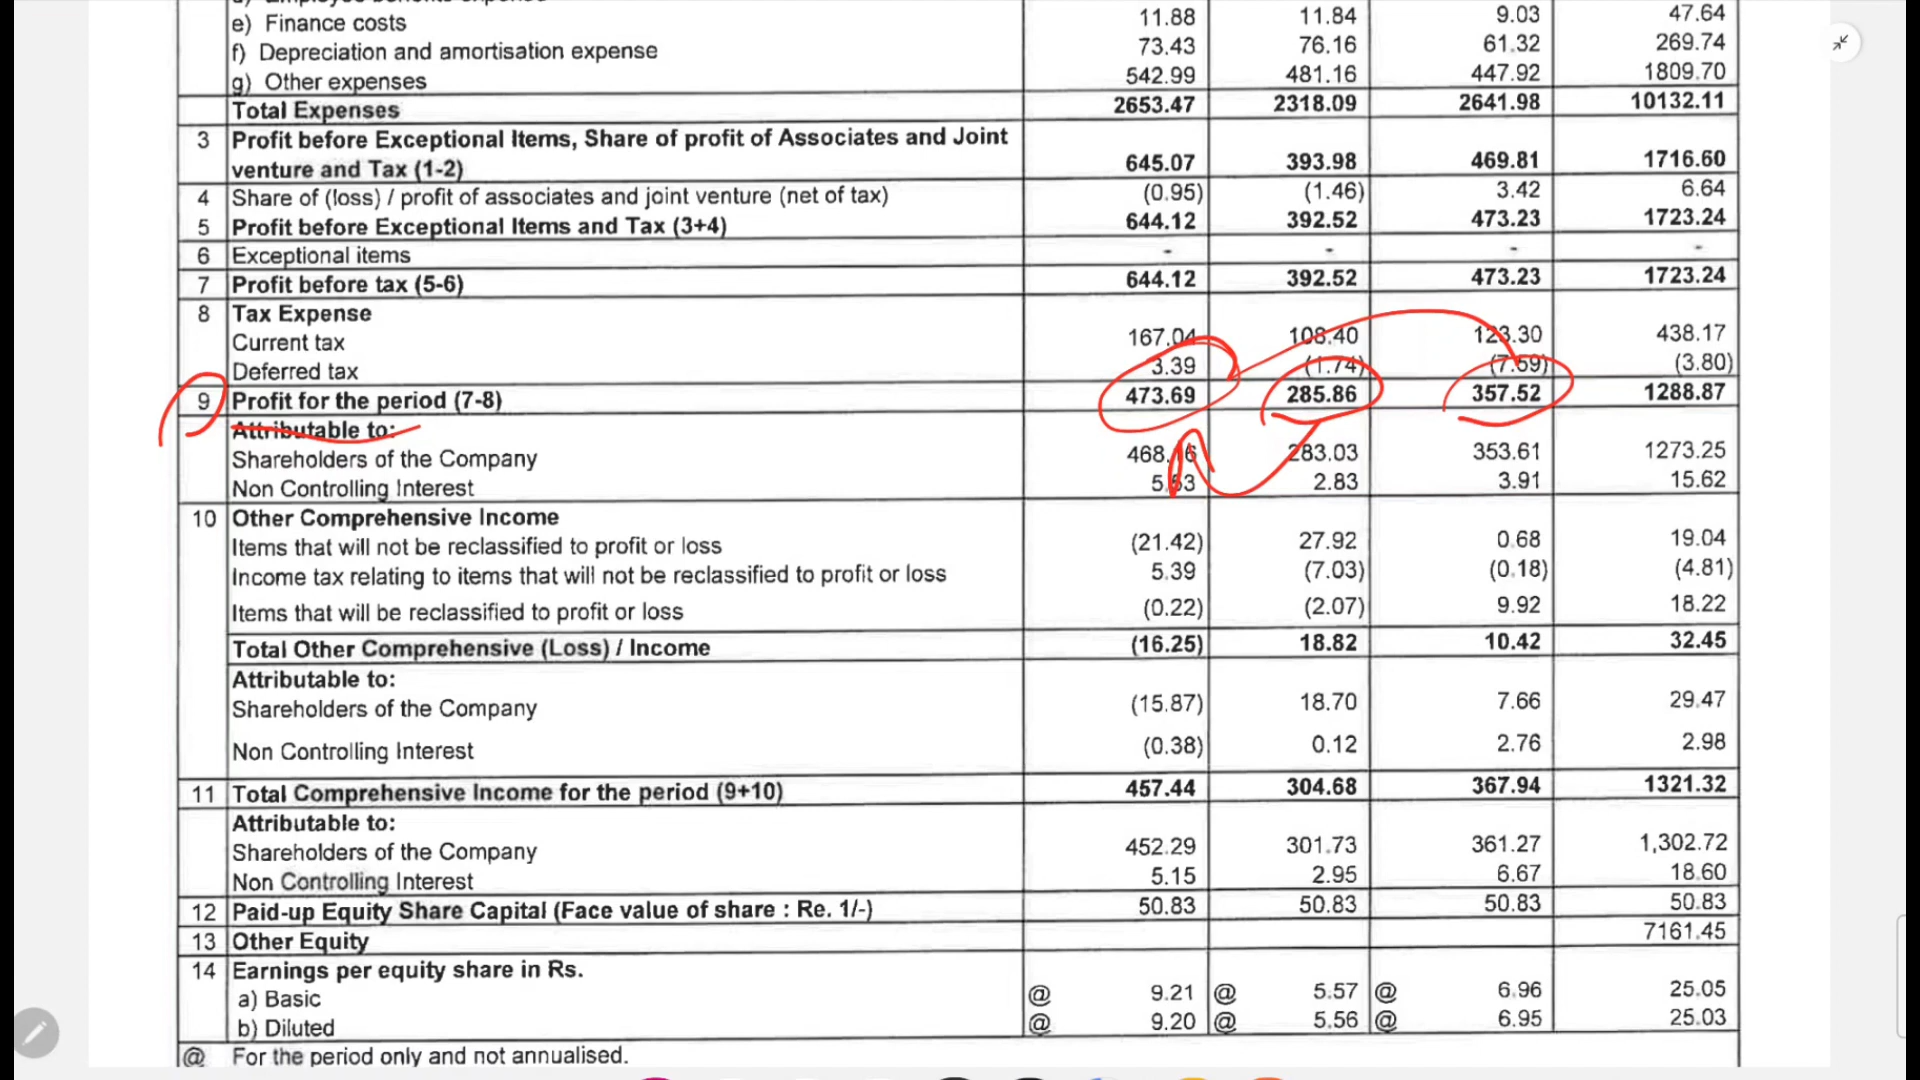 e) Finance costs 11.88 11.84 9.03 47.64
f) Depreciation and amortisation expense 73.43 76.16 61.32 269.74
g) Other expenses 542.99 481.16 447.92 1809.70
Total Expenses 2653.47 2318.09 2641.98 10132.11
3 Profit before Exceptional Items, Share of profit of Associates and Joint
venture and Tax (1-2) 645.07 393.98 469.81 1716.60
4 Share of (loss) / profit of associates and joint venture (net of tax) (0.95) (1.46) 3.42 6.64
5 Profit before Exceptional Items and Tax (3+4) 644.12 392.52 473.23 1723.24
6 Exceptional items - - - -
7 Profit before tax (5-6) 644.12 392.52 473.23 1723.24
8 Tax Expense
Current tax 167.04 108.40 123.30 438.17
Deferred tax 3.39 (1.74) (7.59) (3.80)
9 Profit for the period (7-8) 473.69 285.86 357.52 1288.87
Attributable to:
Shareholders of the Company 283.03 353.61 1273.25
Non Controlling Interest 2.83 3.91 15.62
10 Other Comprehensive Income
Items that will not be reclassified to profit or loss (21.42) 27.92 0.68 19.04
Income tax relating to items that will not be reclassified to profit or loss 5.39 (7.03) (0.18) (4.81)
Items that will be reclassified to profit or loss (0.22) (2.07) 9.92 18.22
Total Other Comprehensive (Loss) / Income (16.25) 18.82 10.42 32.45
Attributable to:
Shareholders of the Company (15.87) 18.70 7.66 29.47
Non Controlling Interest (0.38) 0.12 2.76 2.98
11 Total Comprehensive Income for the period (9+10) 457.44 304.68 367.94 1321.32
Attributable to:
Shareholders of the Company 452.29 301.73 361.27 1,302.72
Non Controlling Interest 5.15 2.95 6.67 18.60
12 Paid-up Equity Share Capital (Face value of share : Re. 1/-) 50.83 50.83 50.83 50.83
13 Other Equity 7161.45
14 Earnings per equity share in Rs.
a) Basic @ 9.21 @ 5.57 @ 6.96 25.05
b) Diluted @ 9.20 @ 5.56 @ 6.95 25.03
@ For the period only and not annualised.